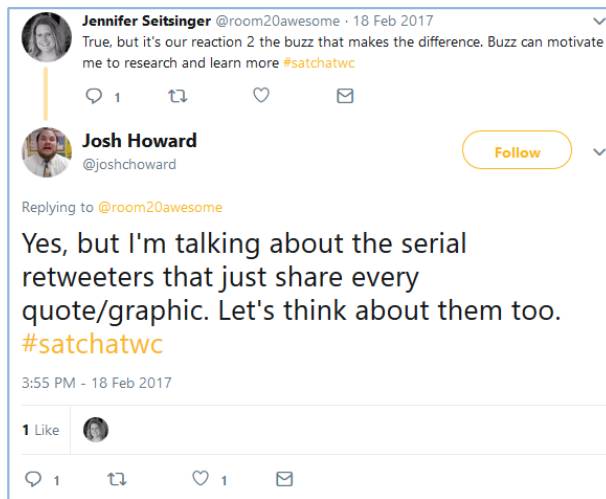 Jennifer Seitsinger @room20awesome · 18 Feb 2017
True, but it's our reaction 2 the buzz that makes the difference. Buzz can motivate
me to research and learn more #satchatwc
1
Josh Howard
@joshchoward
Follow
Replying to @room20awesome
Yes, but I'm talking about the serial
retweeters that just share every
quote/graphic. Let's think about them too.
#satchatwc
3:55 PM - 18 Feb 2017
1 Like
1 1